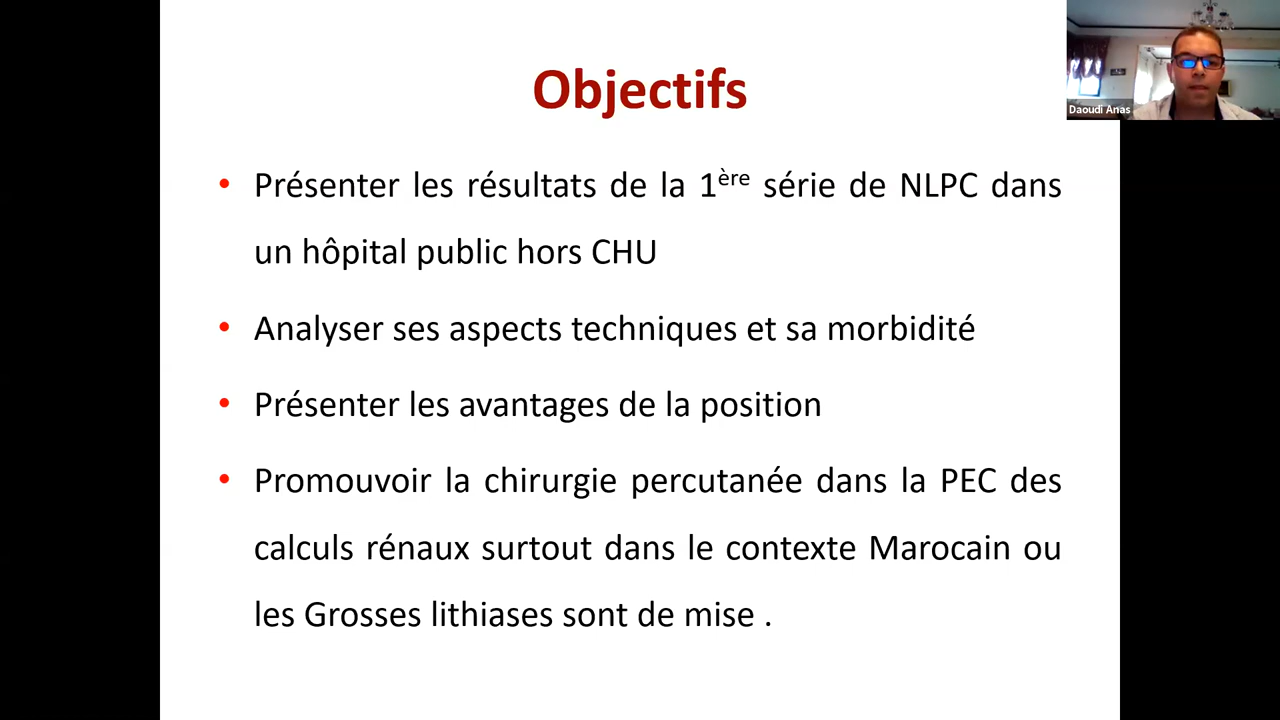 Objectifs
Daoudi Anas
• Présenter les résultats de la 1ère série de NLPC dans
un hôpital public hors CHU
• Analyser ses aspects techniques et sa morbidité
• Présenter les avantages de la position
• Promouvoir la chirurgie percutanée dans la PEC des
calculs rénaux surtout dans le contexte Marocain ou
les Grosses lithiases sont de mise .